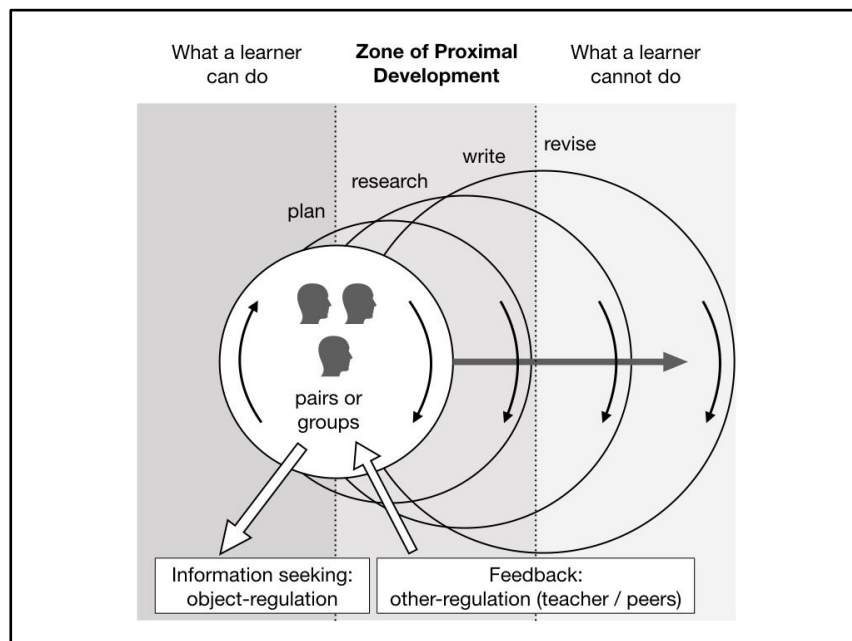 What a learner
can do
Zone of Proximal
Development
What a learner
cannot do
plan
research
write
revise
pairs or
groups
Information seeking:
object-regulation
Feedback:
other-regulation (teacher / peers)